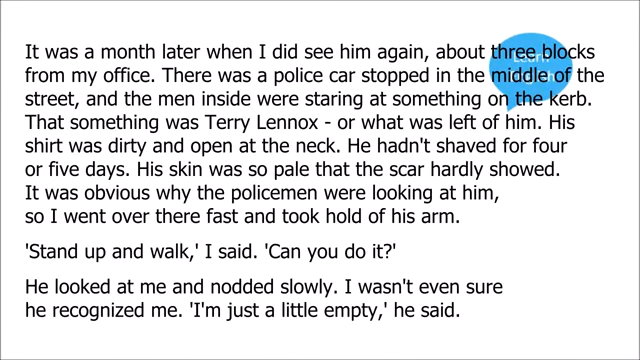 It was a month later when I did see him again, about three blocks
from my office. There was a police car stopped in the middle of the
street, and the men inside were staring at something on the kerb.
That something was Terry Lennox - or what was left of him. His
shirt was dirty and open at the neck. He hadn't shaved for four
or five days. His skin was so pale that the scar hardly showed.
It was obvious why the policemen were looking at him,
so I went over there fast and took hold of his arm.
'Stand up and walk,' I said. 'Can you do it?'
He looked at me and nodded slowly. I wasn't even sure
he recognized me. 'I'm just a little empty,' he said.
Learn